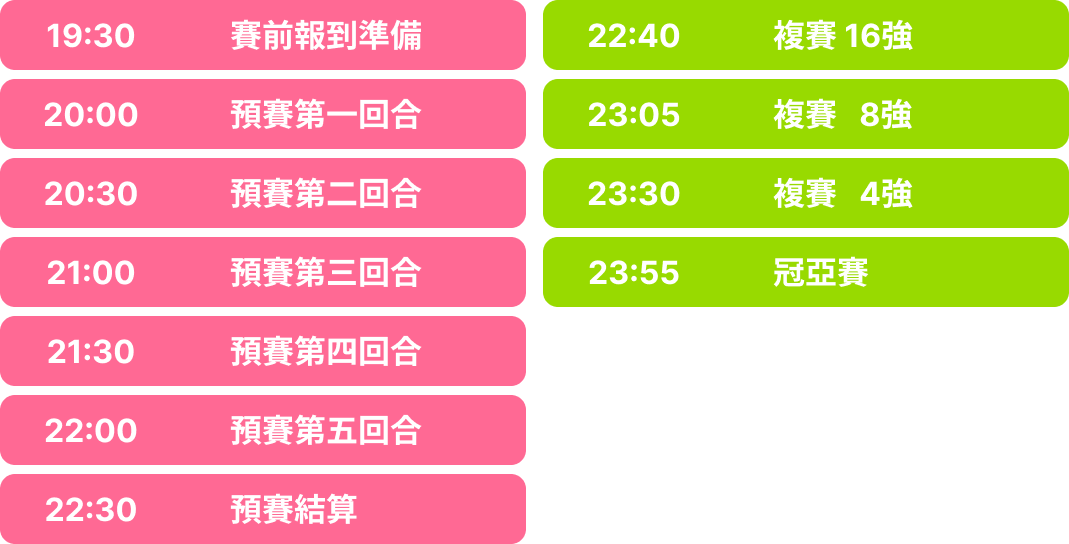 19:30 賽前報到準備
20:00 預賽第一回合
20:30 預賽第二回合
21:00 預賽第三回合
21:30 預賽第四回合
22:00 預賽第五回合
22:30 預賽結算
22:40 複賽 16強
23:05 複賽 8強
23:30 複賽 4強
23:55 冠亞賽